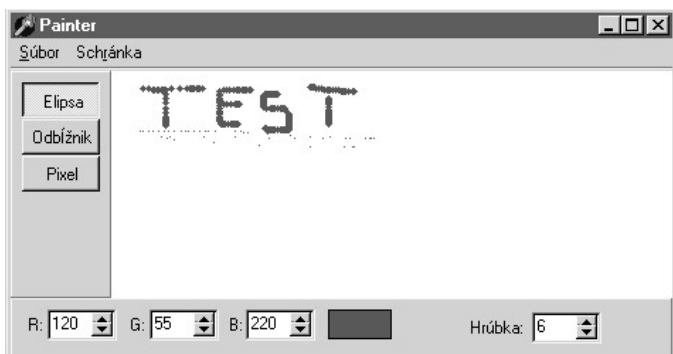 Painter
Súbor Schránka
TEST
Elipsa
Odbĺžnik
Pixel
R: 120 G: 55 B: 220 Hrúbka: 6